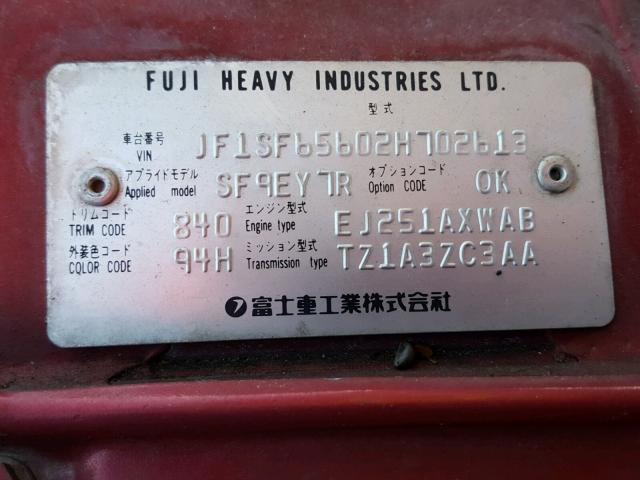 FUJI HEAVY INDUSTRIES LTD.
型式
車台番号 VIN JF1SF65602H702613
アプライドモデル Applied model SF9EY7R オプションコード Option CODE OK
トリムコード TRIM CODE 840 エンジン型式 Engine type EJ251AXWAB
外装色コード COLOR CODE 94H ミッション型式 Transmission type TZ1A3ZC3AA
富士重工業株式会社